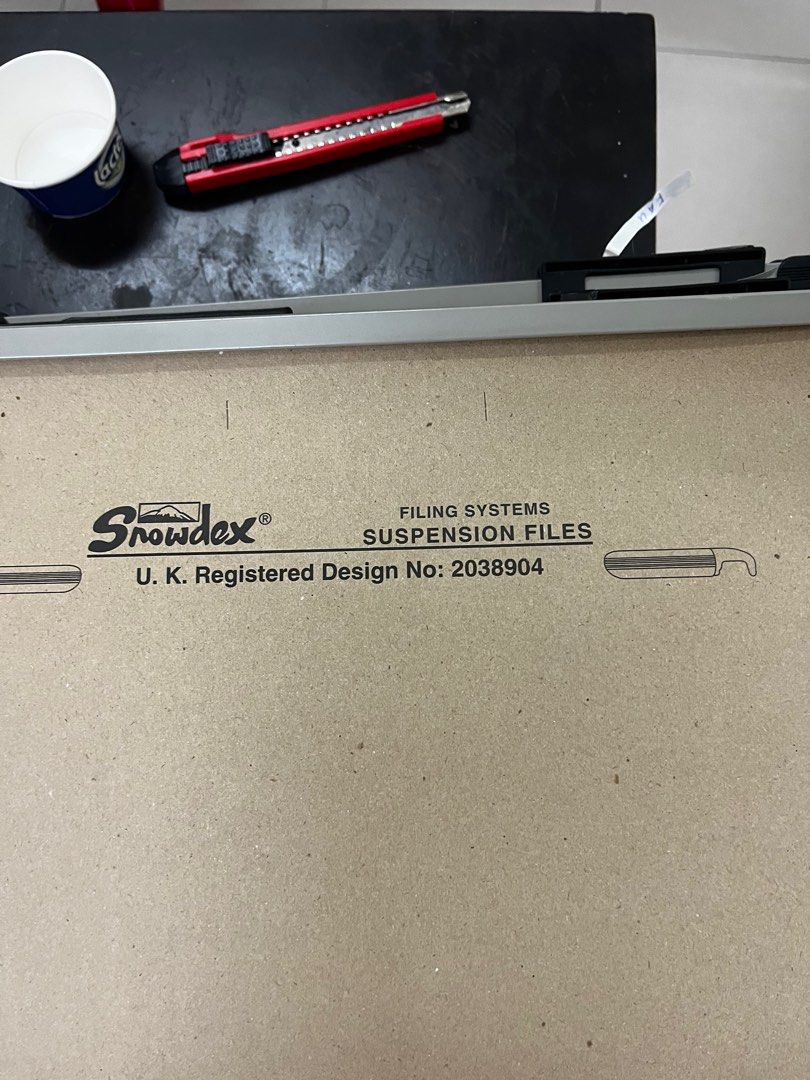 Snowdex®
FILING SYSTEMS
SUSPENSION FILES
U. K. Registered Design No: 2038904